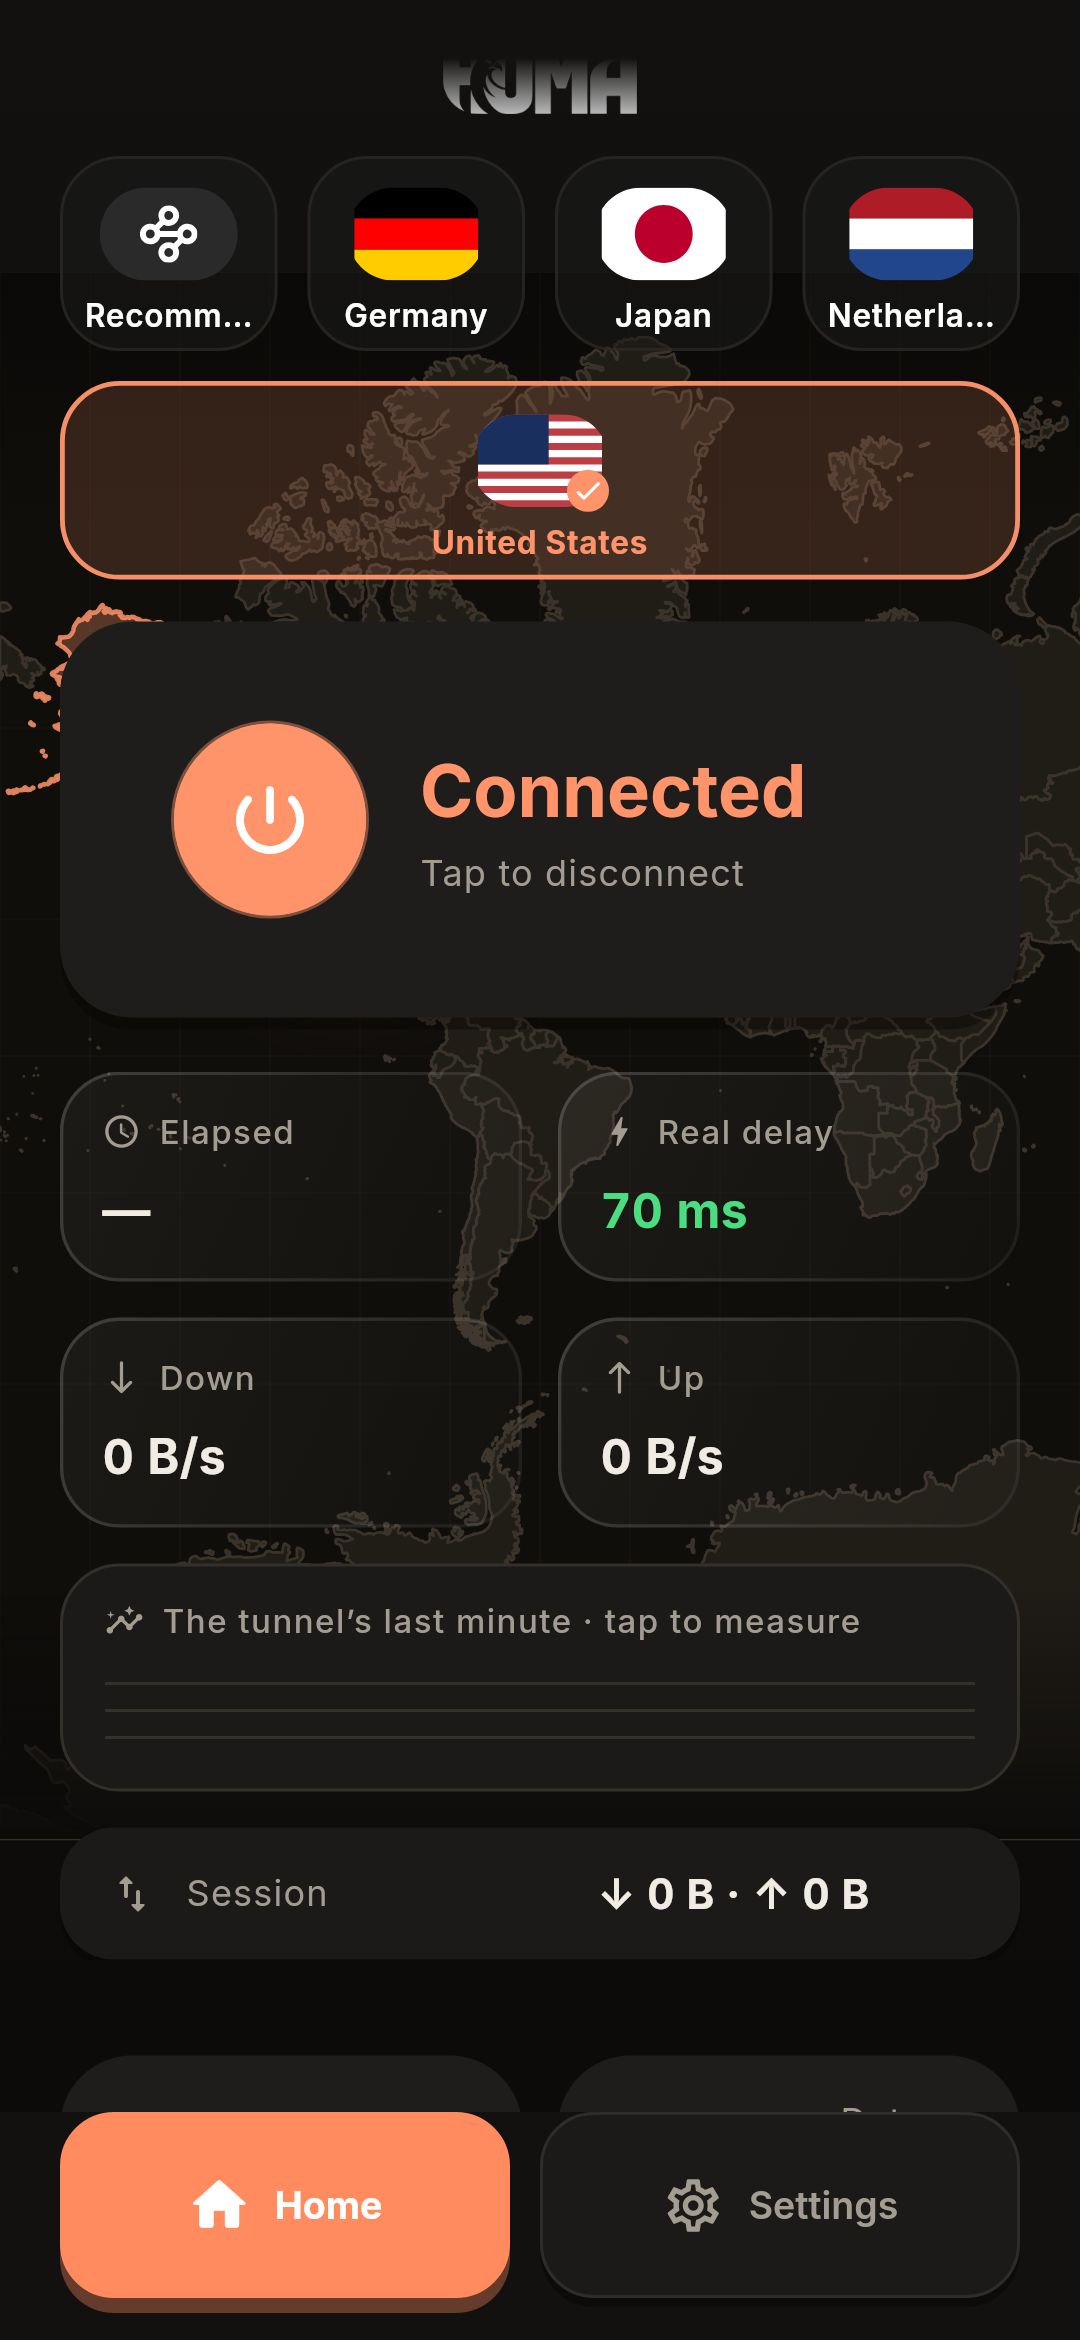 Recomm...
Germany
Japan
Netherla...
United States
Connected
Tap to disconnect
Elapsed
—
Real delay
70 ms
Down
0 B/s
Up
0 B/s
The tunnel’s last minute · tap to measure
Session
↓ 0 B · ↑ 0 B
Home
Settings